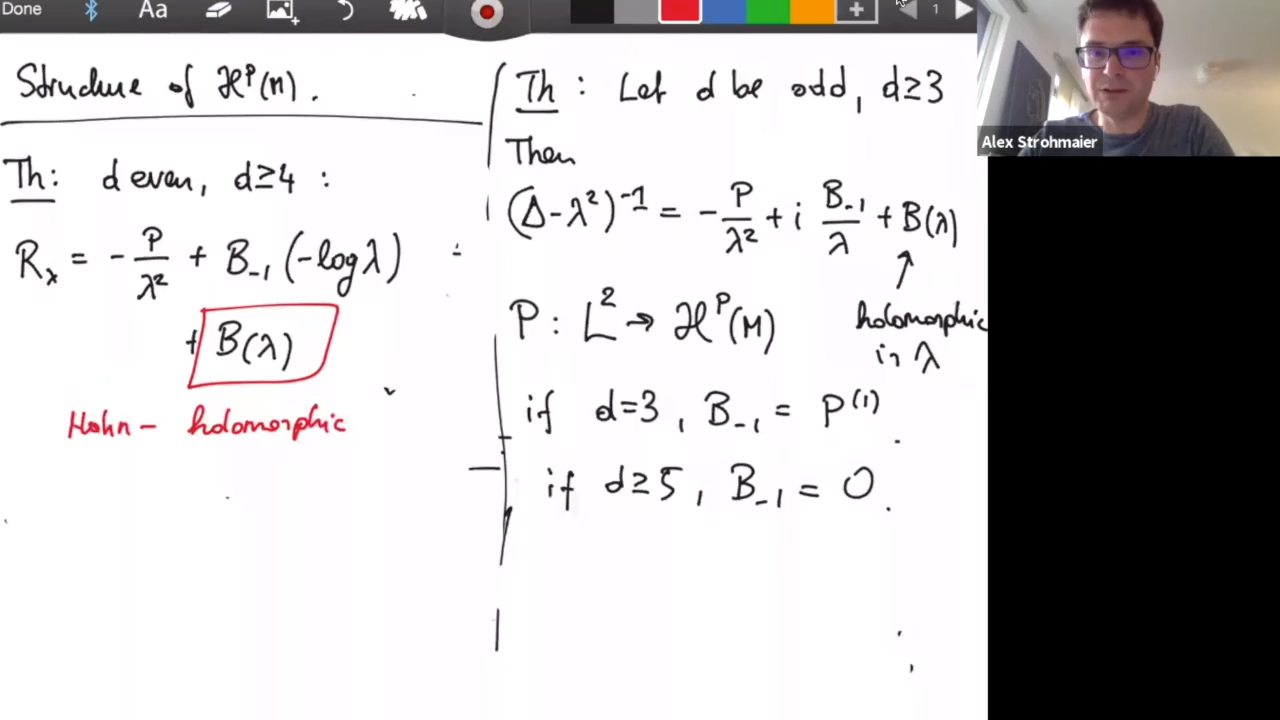 Done Aa 1
Structure of ℋᵖ(M).
Th: d even, d≥4 :
R_λ = - P/λ² + B₋₁ (-log λ)
+ B(λ)
Hahn- holomorphic
Th : Let d be odd, d≥3
Then
(Δ-λ²)⁻¹ = - P/λ² + i B₋₁/λ + B(λ)
↑
holomorphic
in λ
P : L² → ℋᵖ(M)
if d=3, B₋₁ = P⁽¹⁾.
if d≥5, B₋₁ = 0.
Alex Strohmaier